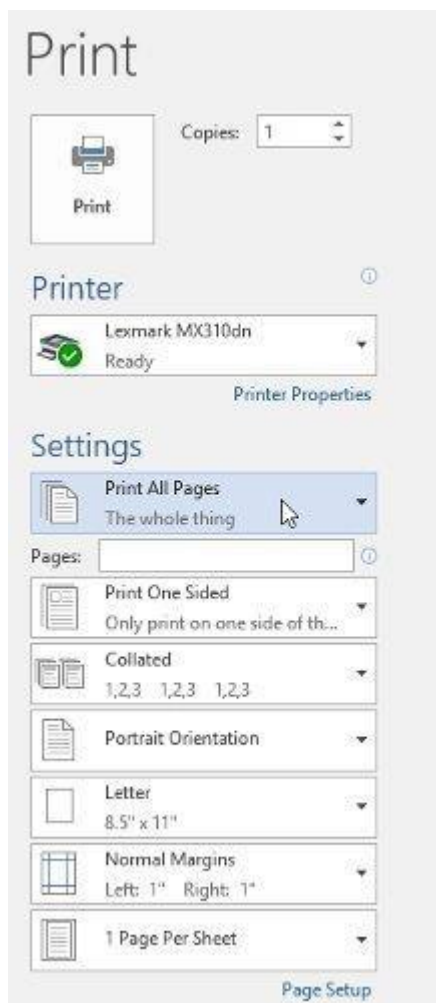 Print
Copies: 1
Print
Printer
Lexmark MX310dn
Ready
Printer Properties
Settings
Print All Pages
The whole thing
Pages:
Print One Sided
Only print on one side of th...
Collated
1,2,3 1,2,3 1,2,3
Portrait Orientation
Letter
8.5" x 11"
Normal Margins
Left: 1" Right: 1"
1 Page Per Sheet
Page Setup